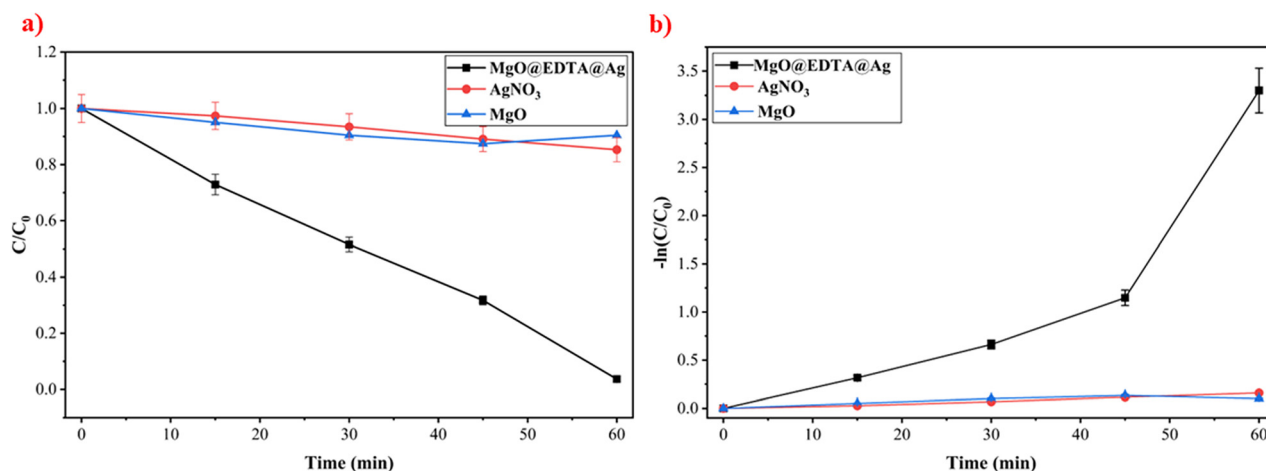 a)
1.2
1.0
0.8
0.6
0.4
0.2
0.0
C/C₀
MgO@EDTA@Ag
AgNO₃
MgO
0 10 20 30 40 50 60
Time (min)
b)
3.5
3.0
2.5
2.0
1.5
1.0
0.5
0.0
-ln(C/C₀)
MgO@EDTA@Ag
AgNO₃
MgO
0 10 20 30 40 50 60
Time (min)